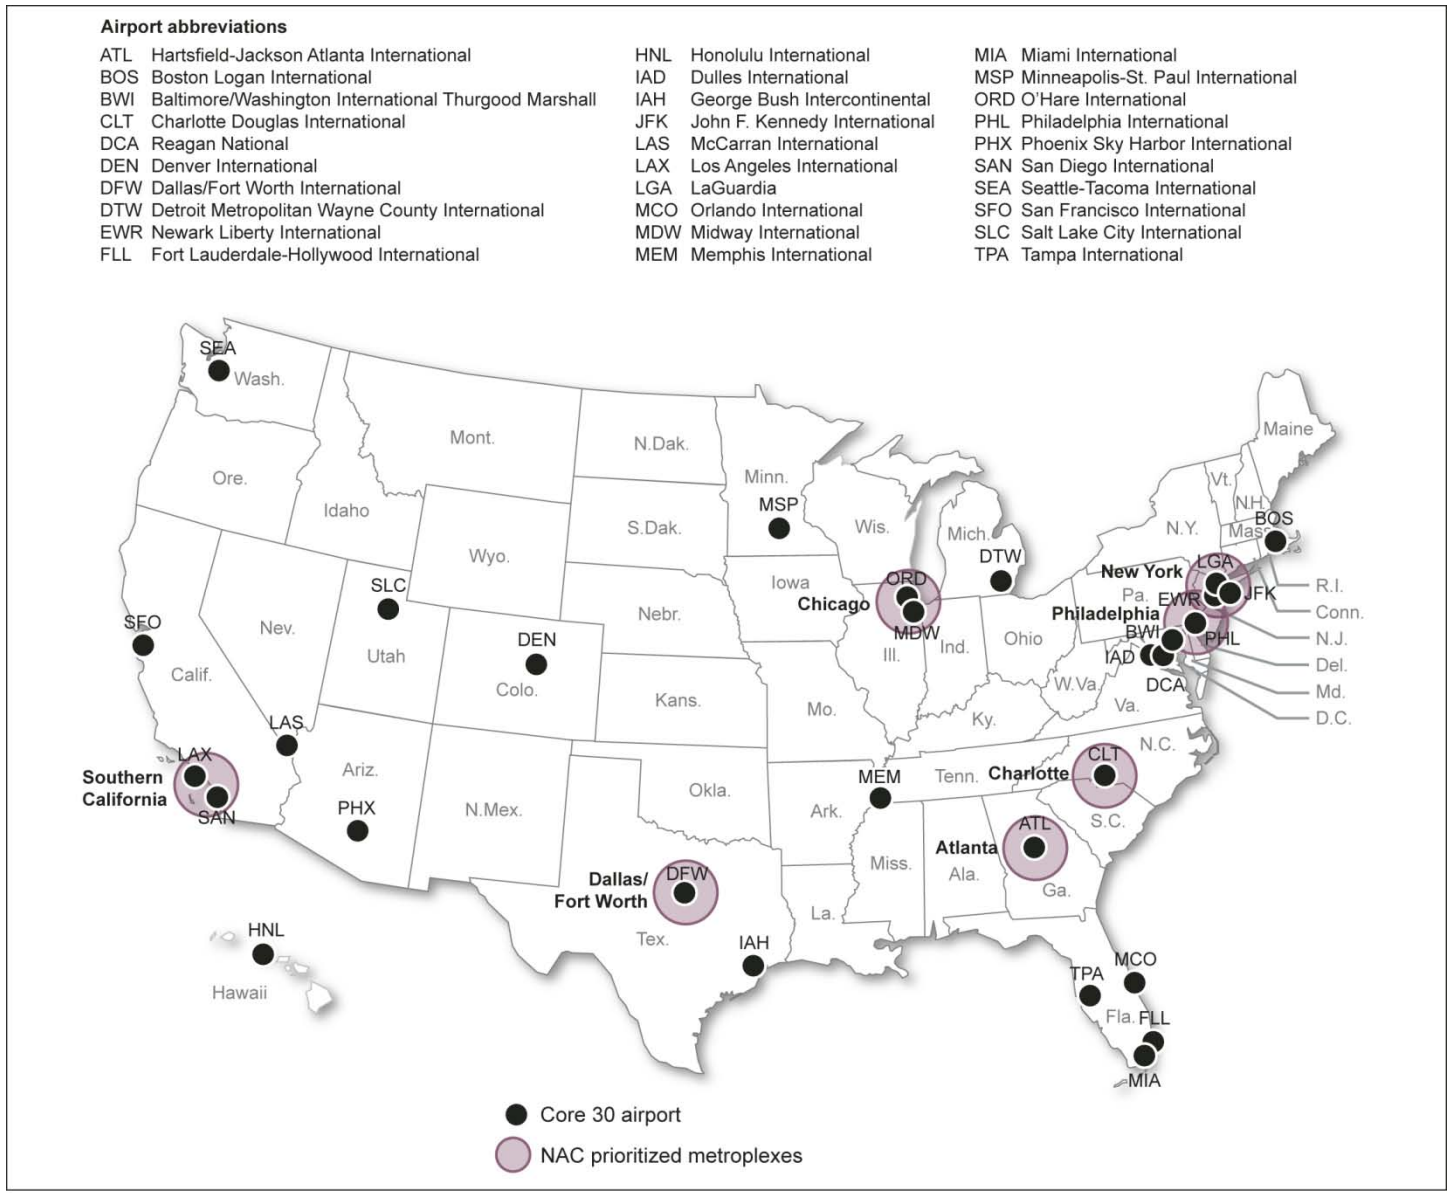 Airport abbreviations
ATL Hartsfield-Jackson Atlanta International
BOS Boston Logan International
BWI Baltimore/Washington International Thurgood Marshall
CLT Charlotte Douglas International
DCA Reagan National
DEN Denver International
DFW Dallas/Fort Worth International
DTW Detroit Metropolitan Wayne County International
EWR Newark Liberty International
FLL Fort Lauderdale-Hollywood International
HNL Honolulu International
IAD Dulles International
IAH George Bush Intercontinental
JFK John F. Kennedy International
LAS McCarran International
LAX Los Angeles International
LGA LaGuardia
MCO Orlando International
MDW Midway International
MEM Memphis International
MIA Miami International
MSP Minneapolis-St. Paul International
ORD O'Hare International
PHL Philadelphia International
PHX Phoenix Sky Harbor International
SAN San Diego International
SEA Seattle-Tacoma International
SFO San Francisco International
SLC Salt Lake City International
TPA Tampa International
SEA
Wash.
Mont.
N.Dak.
Minn.
Maine
Ore.
Idaho
S.Dak.
MSP
Wis.
Mich.
Vt.
N.H.
N.Y.
BOS
Mass.
Wyo.
DTW
LGA
New York
SLC
Iowa
ORD
Chicago
MDW
Pa.
EWR
JFK
R.I.
Conn.
Philadelphia
SFO
Nev.
Utah
DEN
Colo.
Nebr.
Ill.
Ind.
Ohio
BWI
PHL
N.J.
IAD
Del.
DCA
Md.
D.C.
Calif.
Kans.
Mo.
W.Va.
Va.
Ky.
LAS
LAX
Southern
California
SAN
Ariz.
PHX
N.Mex.
Okla.
Ark.
MEM
Tenn.
Charlotte
CLT
N.C.
S.C.
ATL
Atlanta
Ga.
Miss.
Ala.
Dallas/
Fort Worth
DFW
Tex.
La.
IAH
HNL
Hawaii
TPA
MCO
Fla.
FLL
MIA
Core 30 airport
NAC prioritized metroplexes